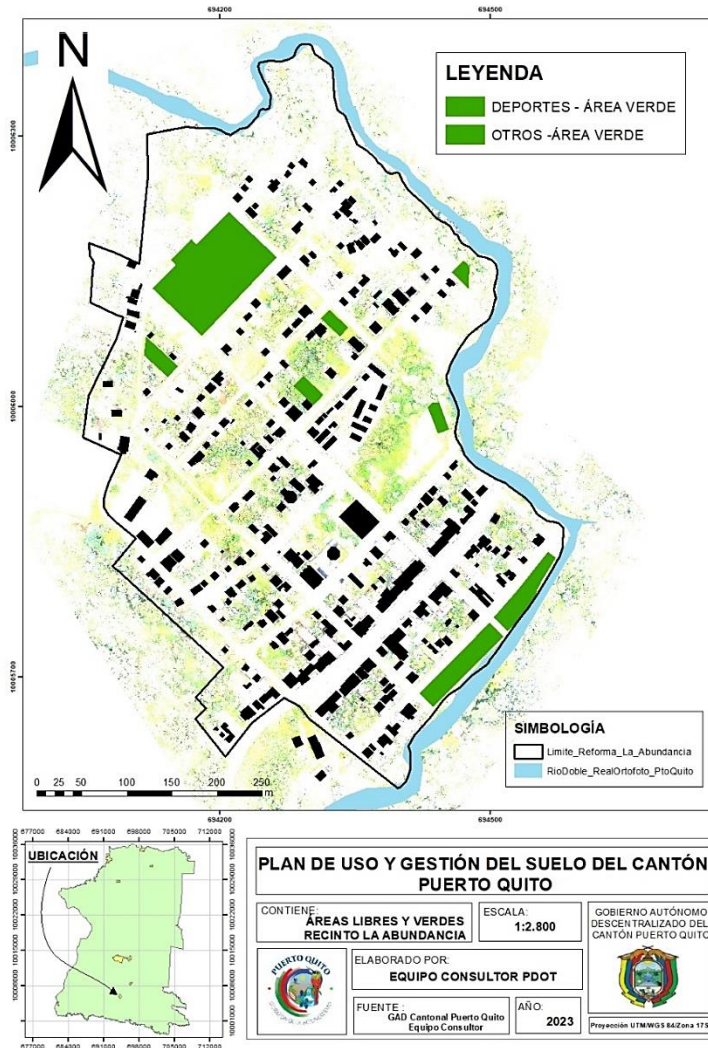 694200 694500
N
LEYENDA
DEPORTES - ÁREA VERDE
OTROS -ÁREA VERDE
10006300
10006000
10005700
SIMBOLOGÍA
Limite_Reforma_La_Abundancia
RioDoble_RealOrtofoto_PtoQuito
0 25 50 100 150 200 250
m
694200 694500
677000 684000 691000 698000 705000 712000
UBICACIÓN
677000 684000 691000 698000 705000 712000
PLAN DE USO Y GESTIÓN DEL SUELO DEL CANTÓN
PUERTO QUITO
CONTIENE:
ÁREAS LIBRES Y VERDES
RECINTO LA ABUNDANCIA
ESCALA:
1:2.800
GOBIERNO AUTÓNOMO
DESCENTRALIZADO DEL
CANTÓN PUERTO QUITO
PUERTO QUITO
ELABORADO POR:
EQUIPO CONSULTOR PDOT
FUENTE :
GAD Cantonal Puerto Quito
Equipo Consultor
AÑO:
2023
Proyección UTM/WGS 84/Zona 17S